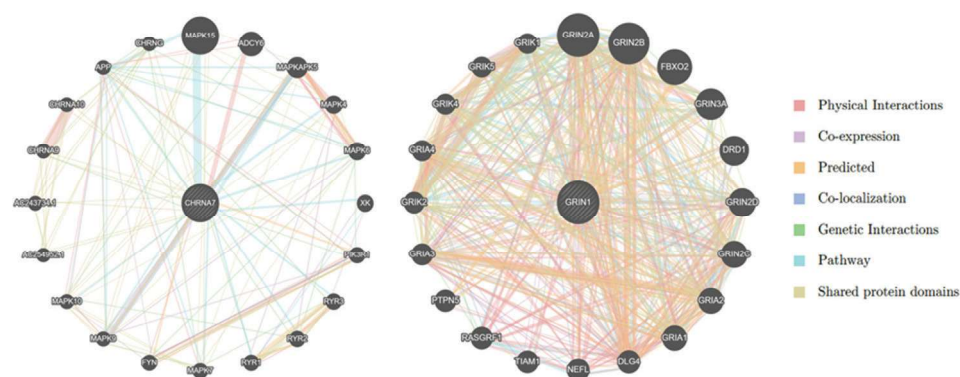 MAPK15
ADCY6
MAPKAPK5
MAPK4
MAPK6
XK
PIK3R1
RYR3
RYR2
RYR1
MAPK7
FYN
MAPK9
MAPK10
CHRNA9
CHRNA10
APP
CHRNG
CHRNA7
GRIN2A
GRIN2B
FBXO2
GRIN3A
DRD1
GRIN2D
GRIN2C
GRIA2
GRIA1
DLG4
NEFL
TIAM1
RASGRF1
PTPN5
GRIA3
GRIK2
GRIA4
GRIK4
GRIK5
GRIK1
GRIN1
Physical Interactions
Co-expression
Predicted
Co-localization
Genetic Interactions
Pathway
Shared protein domains